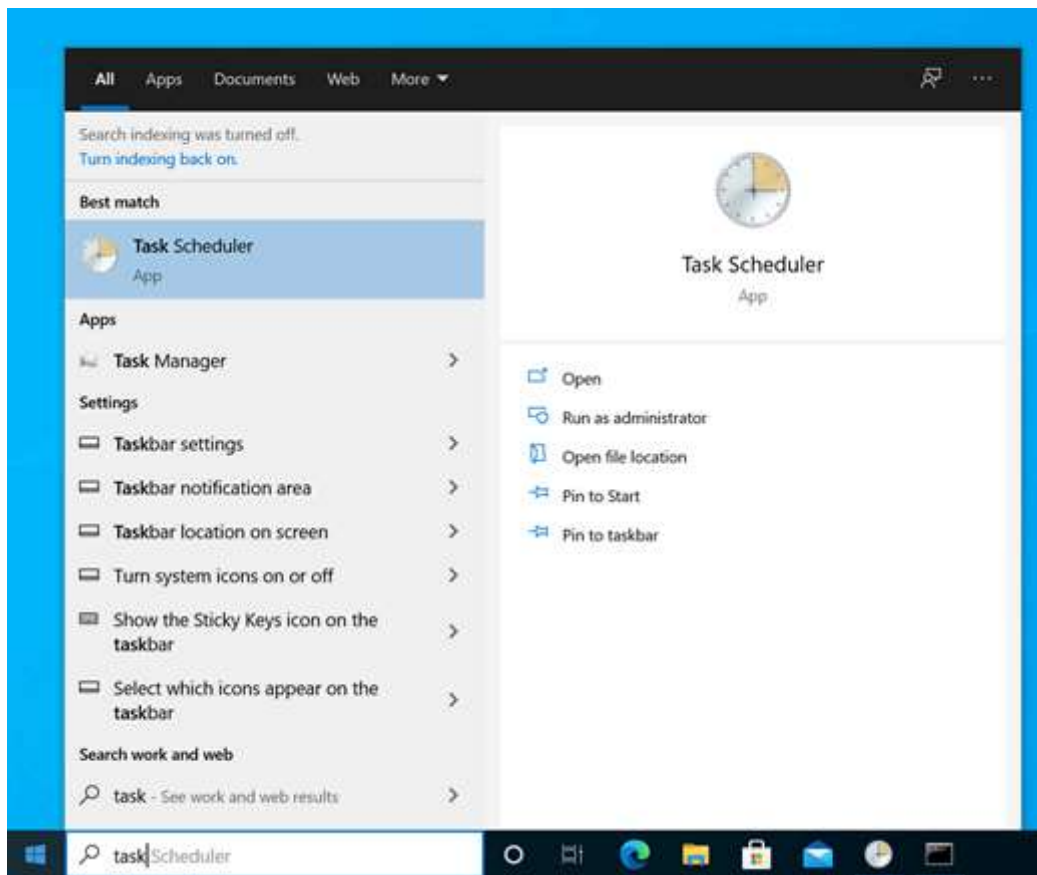 All Apps Documents Web More
Search indexing was turned off.
Turn indexing back on.
Best match
Task Scheduler
App
Apps
Task Manager
Settings
Taskbar settings
Taskbar notification area
Taskbar location on screen
Turn system icons on or off
Show the Sticky Keys icon on the
taskbar
Select which icons appear on the
taskbar
Search work and web
task - See work and web results
task Scheduler
Task Scheduler
App
Open
Run as administrator
Open file location
Pin to Start
Pin to taskbar